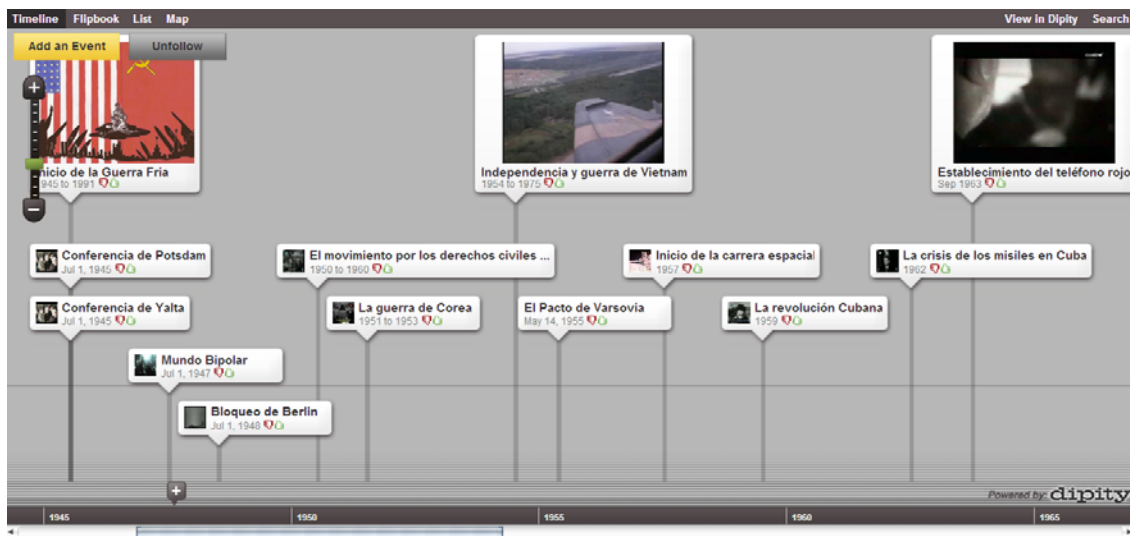 Timeline Flipbook List Map View in Dipity Search
Add an Event Unfollow
nicio de la Guerra Fria
945 to 1991
Independencia y guerra de Vietnam
1954 to 1975
Establecimiento del teléfono rojo
Sep 1963
Conferencia de Potsdam
Jul 1, 1945
El movimiento por los derechos civiles ...
1950 to 1960
Inicio de la carrera espacial
1957
La crisis de los misiles en Cuba
1962
Conferencia de Yalta
Jul 1, 1945
La guerra de Corea
1951 to 1953
El Pacto de Varsovia
May 14, 1955
La revolución Cubana
1959
Mundo Bipolar
Jul 1, 1947
Bloqueo de Berlin
Jul 1, 1948
Powered by: dipity
1945 1950 1955 1960 1965